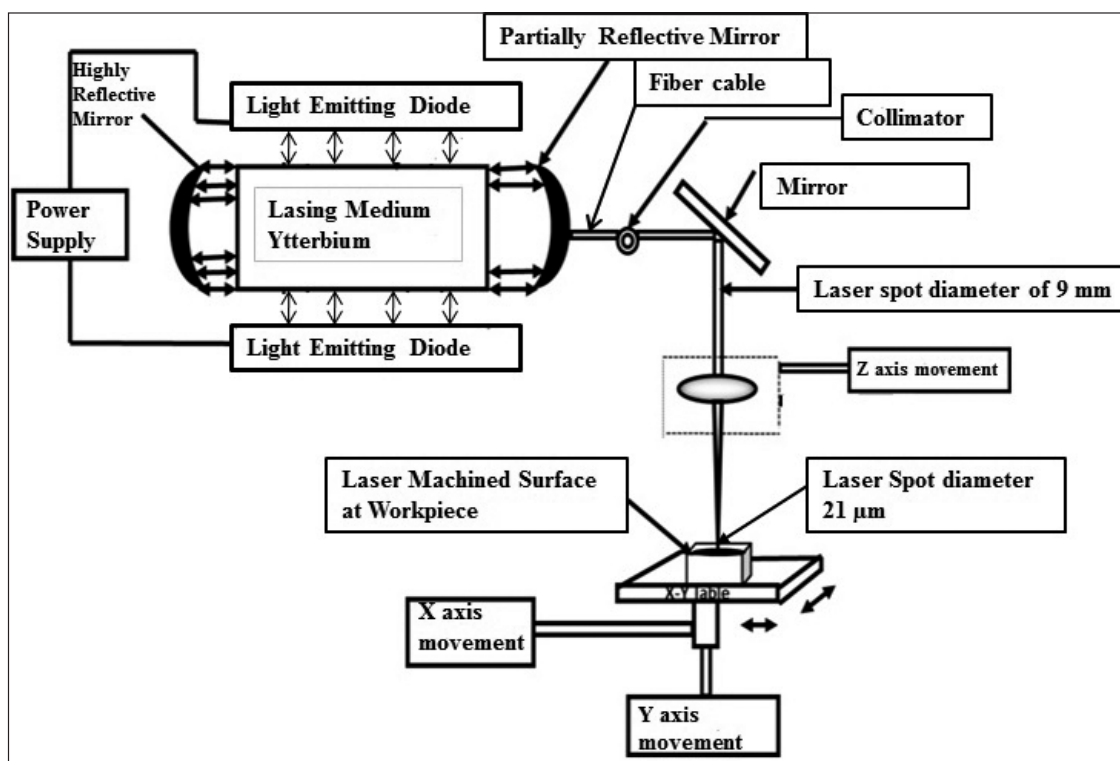 Partially Reflective Mirror
Highly
Reflective
Mirror
Fiber cable
Light Emitting Diode
Collimator
Mirror
Lasing Medium
Ytterbium
Power
Supply
Laser spot diameter of 9 mm
Light Emitting Diode
Z axis movement
Laser Machined Surface
at Workpiece
Laser Spot diameter
21 µm
X-Y
X axis
movement
Y axis
movement